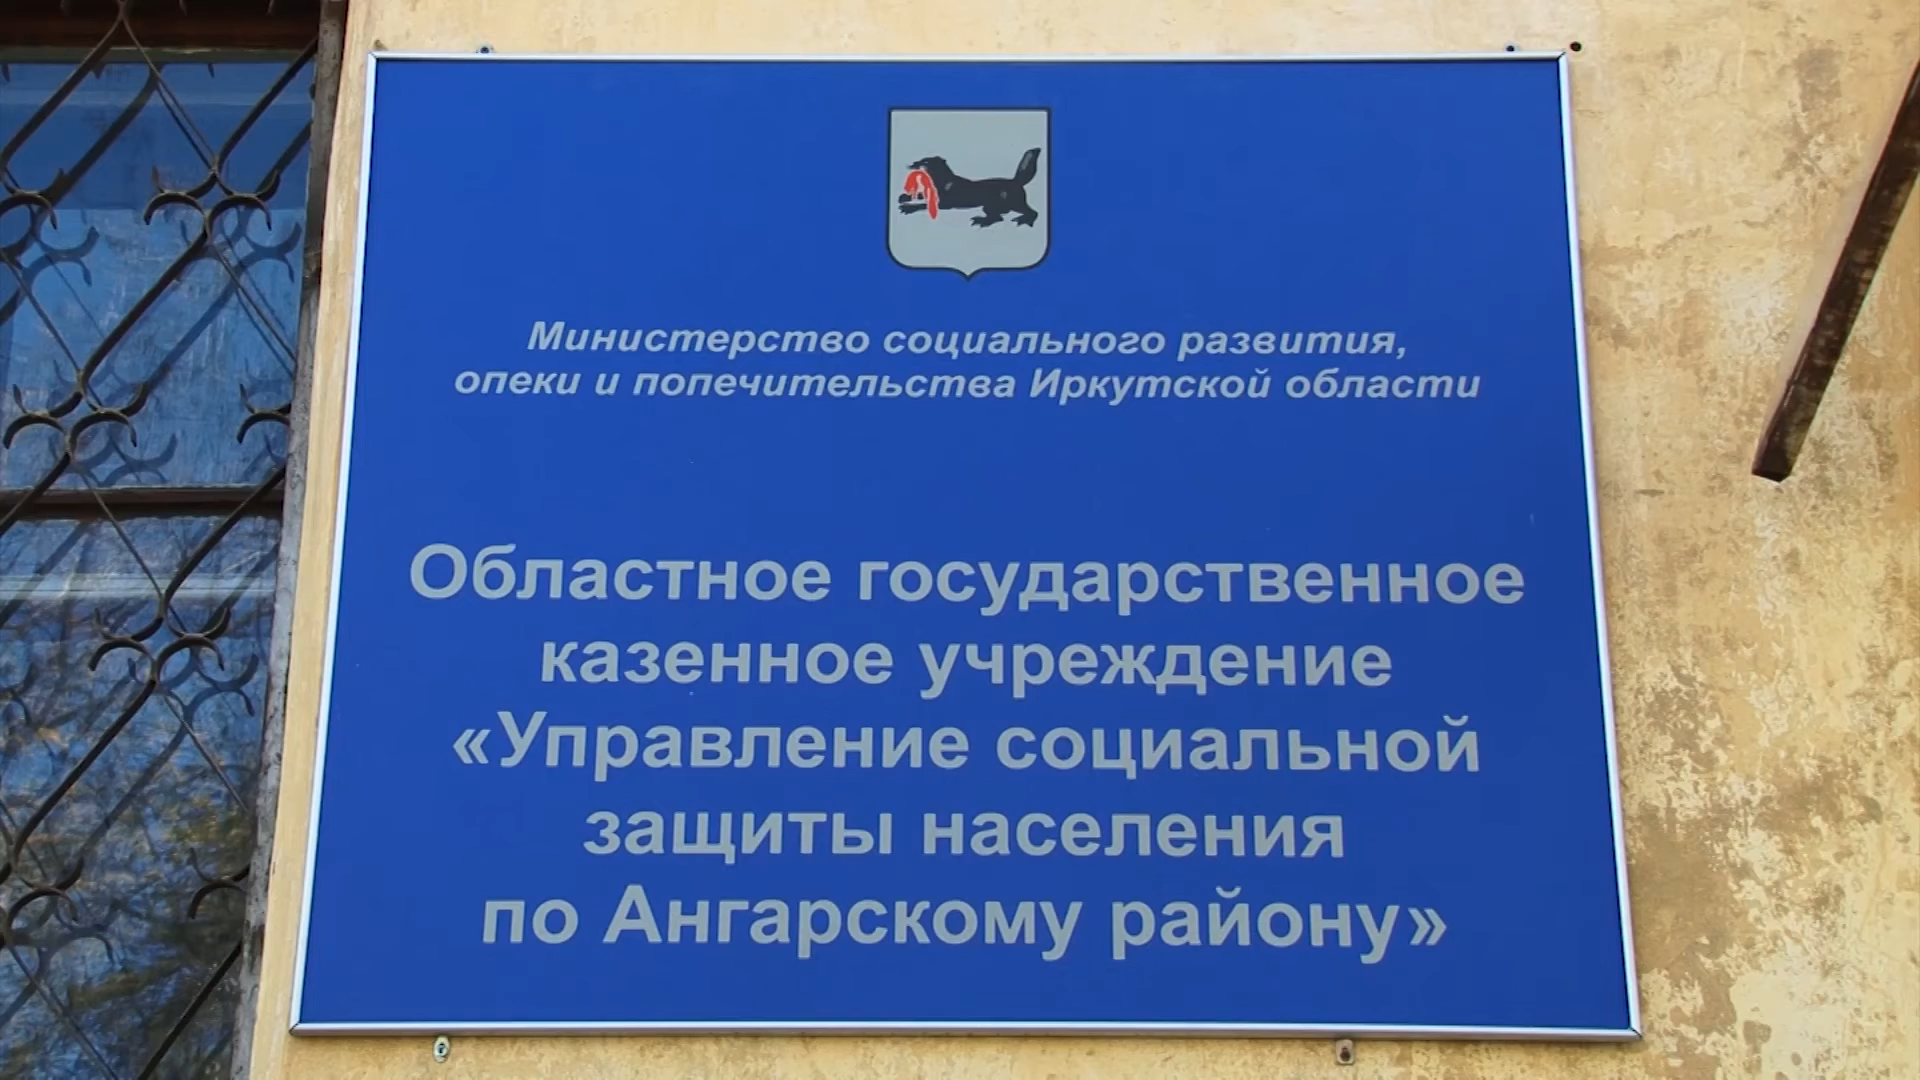 Министерство социального развития,
опеки и попечительства Иркутской области
Областное государственное
казенное учреждение
«Управление социальной
защиты населения
по Ангарскому району»